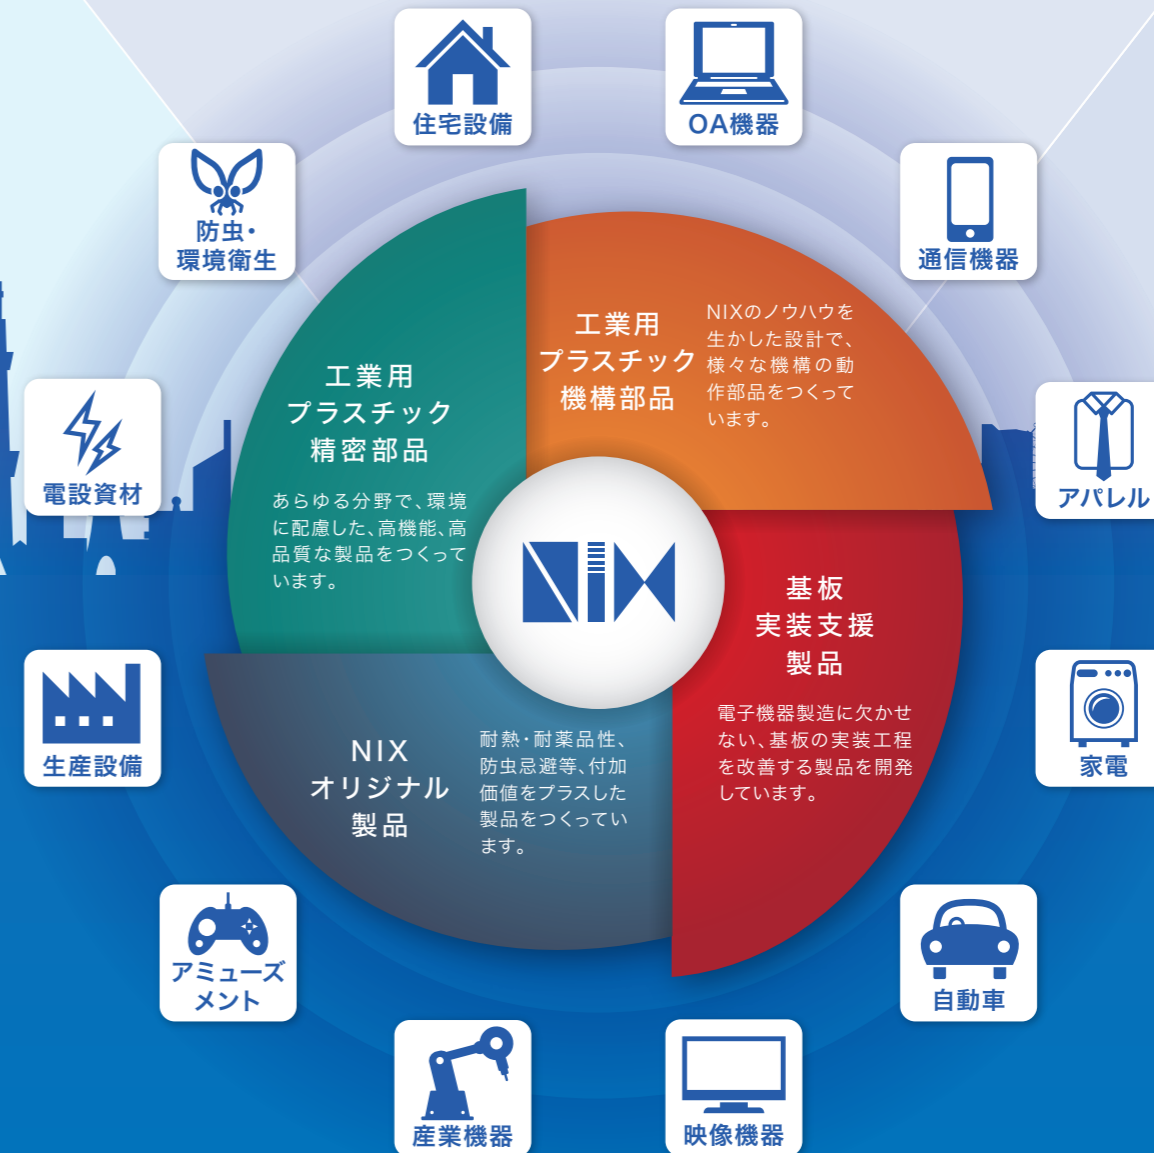 住宅設備
OA機器
防虫・
環境衛生
通信機器
電設資材
アパレル
生産設備
家電
アミューズ
メント
自動車
産業機器
映像機器
工業用
プラスチック
精密部品
あらゆる分野で、環境
に配慮した、高機能、高
品質な製品をつくって
います。
工業用
プラスチック
機構部品
NIXのノウハウを
生かした設計で、
様々な機構の動
作部品をつくって
います。
NiX
基板
実装支援
製品
電子機器製造に欠かせ
ない、基板の実装工程
を改善する製品を開発
しています。
NIX
オリジナル
製品
耐熱・耐薬品性、
防虫忌避等、付加
価値をプラスした
製品をつくってい
ます。